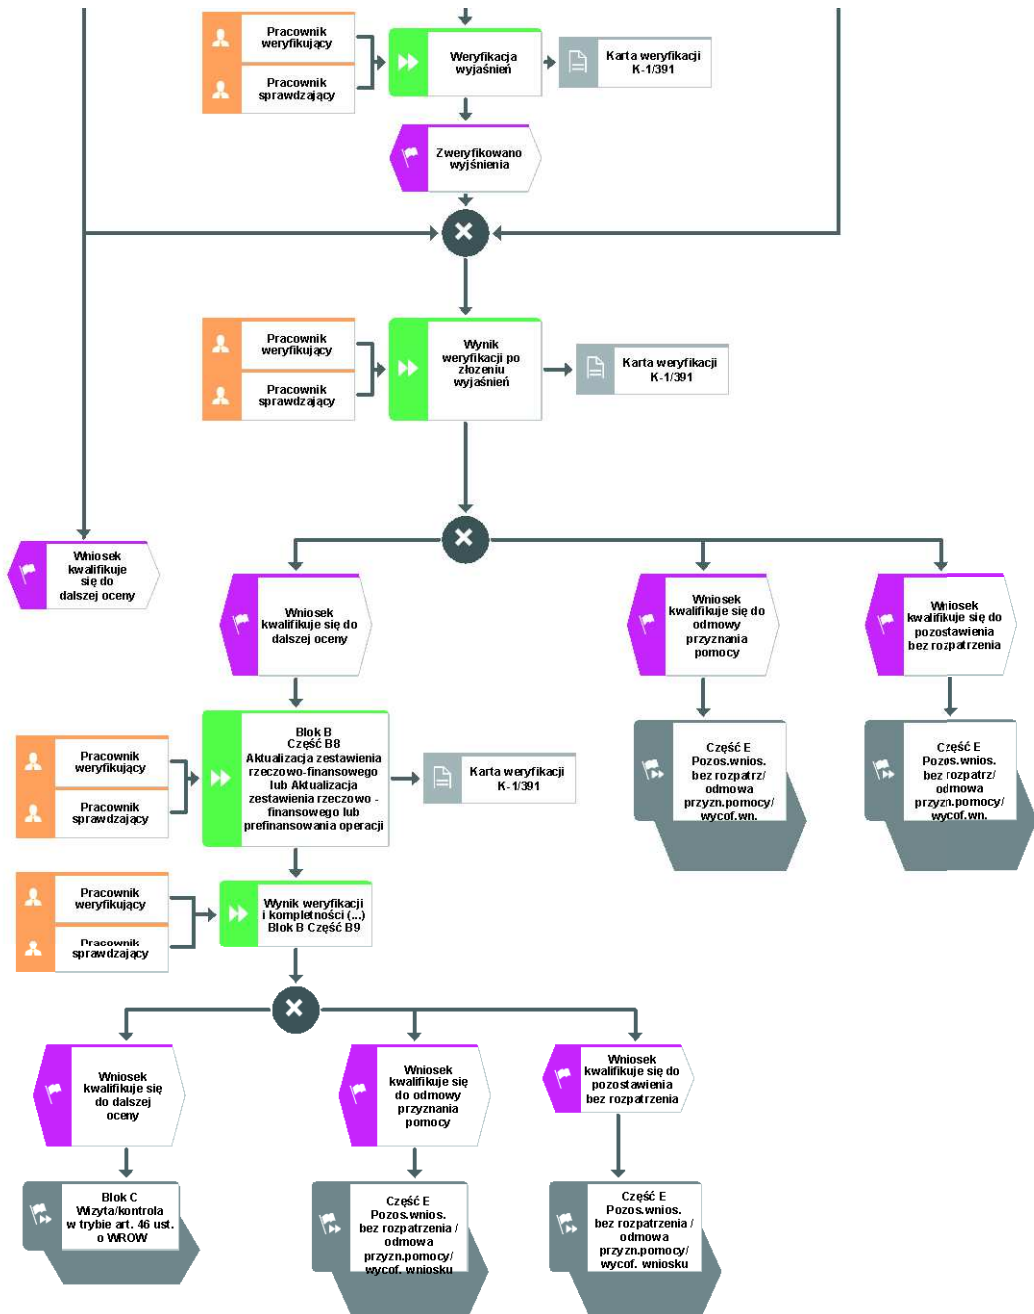 Pracownik
weryfikujący
Pracownik
sprawdzający
Weryfikacja
wyjaśnień
Karta weryfikacji
K-1/391
Zweryfikowano
wyjśnienia
Pracownik
weryfikujący
Pracownik
sprawdzający
Wynik
weryfikacji po
złozeniu
wyjaśnień
Karta weryfikacji
K-1/391
Wniosek
kwalifikuje
się do
dalszej oceny
Wniosek
kwalifikuje się do
dalszej oceny
Wniosek
kwalifikuje się do
odmowy
przyznania
pomocy
Wniosek
kwalifikuje się do
pozostawienia
bez rozpatrzenia
Pracownik
weryfikujący
Pracownik
sprawdzający
Blok B
Część B8
Aktualizacja zestawienia
rzeczowo-finansowego
lub Aktualizacja
zestawienia rzeczowo -
finansowego lub
prefinansowania operacji
Karta weryfikacji
K-1/391
Część E
Pozos.wnios.
bez rozpatrz/
odmowa
przyzn.pomocy/
wycof.wn.
Część E
Pozos.wnios.
bez rozpatrz/
odmowa
przyzn.pomocy/
wycof.wn.
Pracownik
weryfikujący
Pracownik
sprawdzający
Wynik weryfikacji
i kompletności (...)
Blok B Część B9
Wniosek
kwalifikuje się
do dalszej
oceny
Wniosek
kwalifikuje się
do odmowy
przyznania
pomocy
Wniosek
kwalifikuje się do
pozostawienia
bez rozpatrzenia
Blok C
Wizyta/kontrola
w trybie art. 46 ust.
o WROW
Część E
Pozos.wnios.
bez rozpatrzenia /
odmowa
przyzn.pomocy/
wycof. wniosku
Część E
Pozos.wnios.
bez rozpatrzenia /
odmowa
przyzn.pomocy/
wycof. wniosku